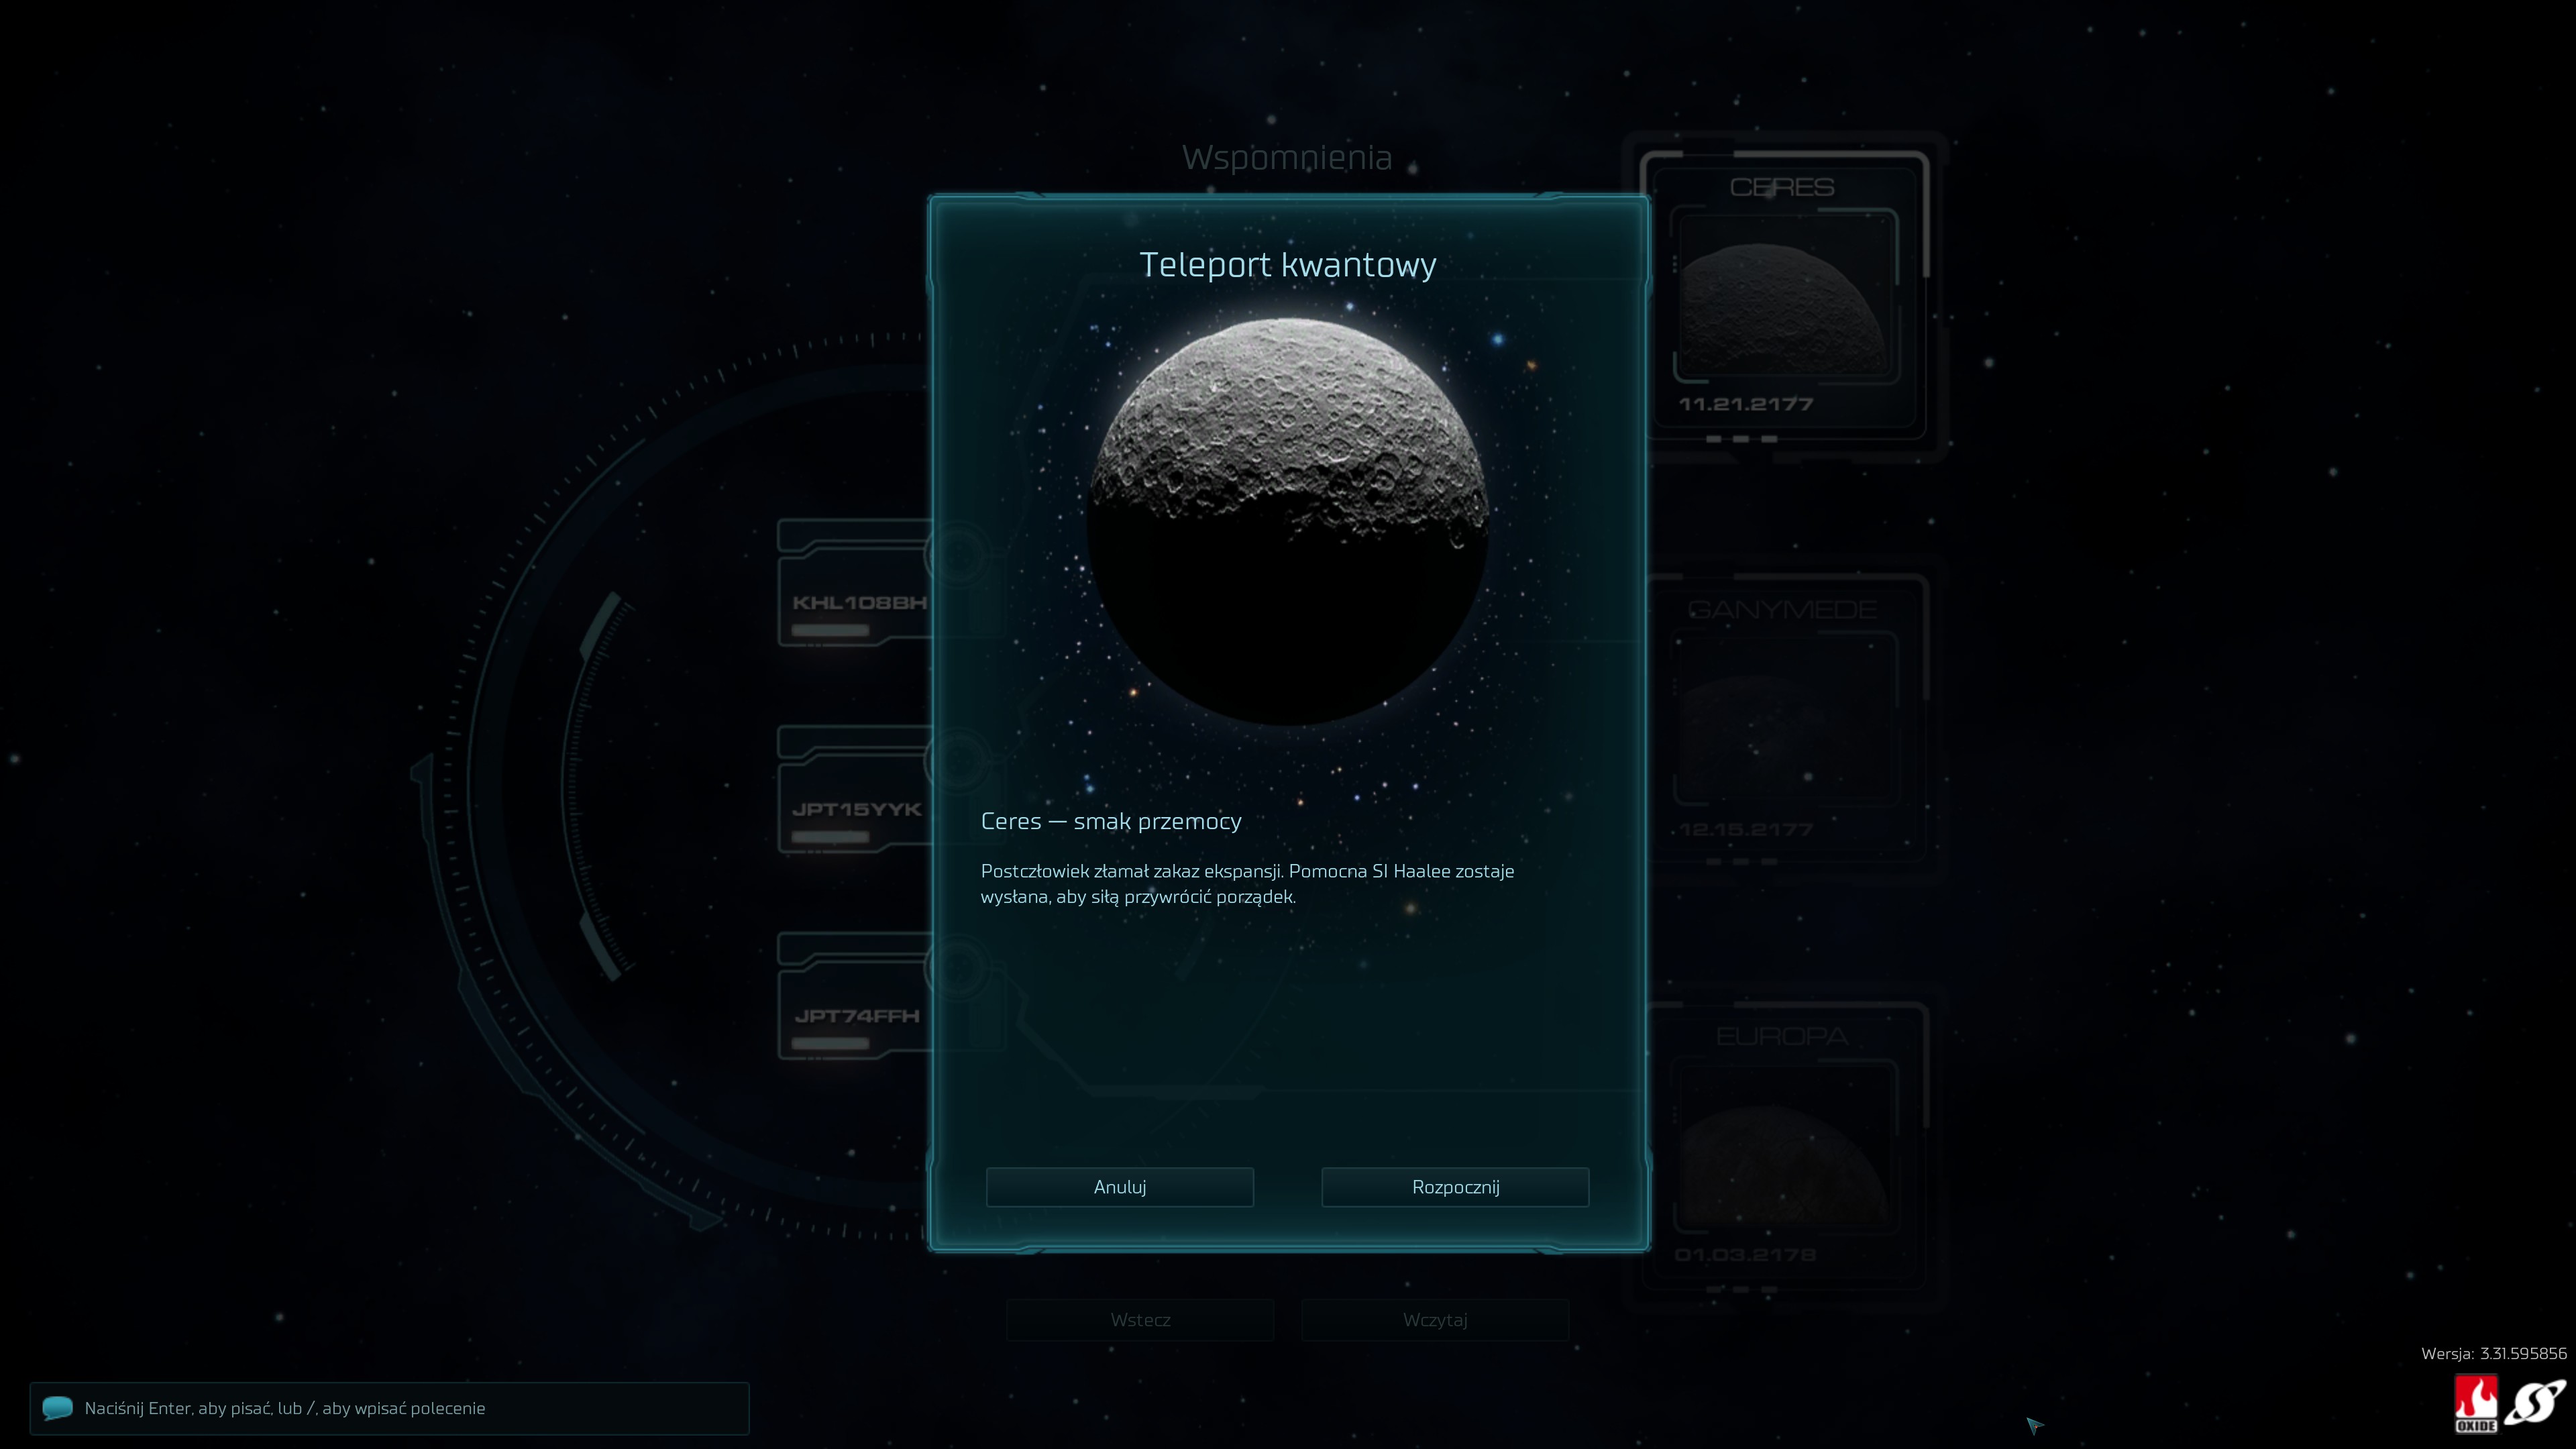 Wspomnienia
CERES
11.21.2177
Teleport kwantowy
KHL108BH
JPT15YYK
JPT74FFH
GANYMEDE
12.15.2177
EUROPA
01.03.2178
Ceres — smak przemocy
Postczłowiek złamał zakaz ekspansji. Pomocna SI Haalee zostaje
wysłana, aby siłą przywrócić porządek.
Anuluj
Rozpocznij
Wstecz
Wczytaj
Wersja: 3.31.595856
OXIDE
Naciśnij Enter, aby pisać, lub /, aby wpisać polecenie